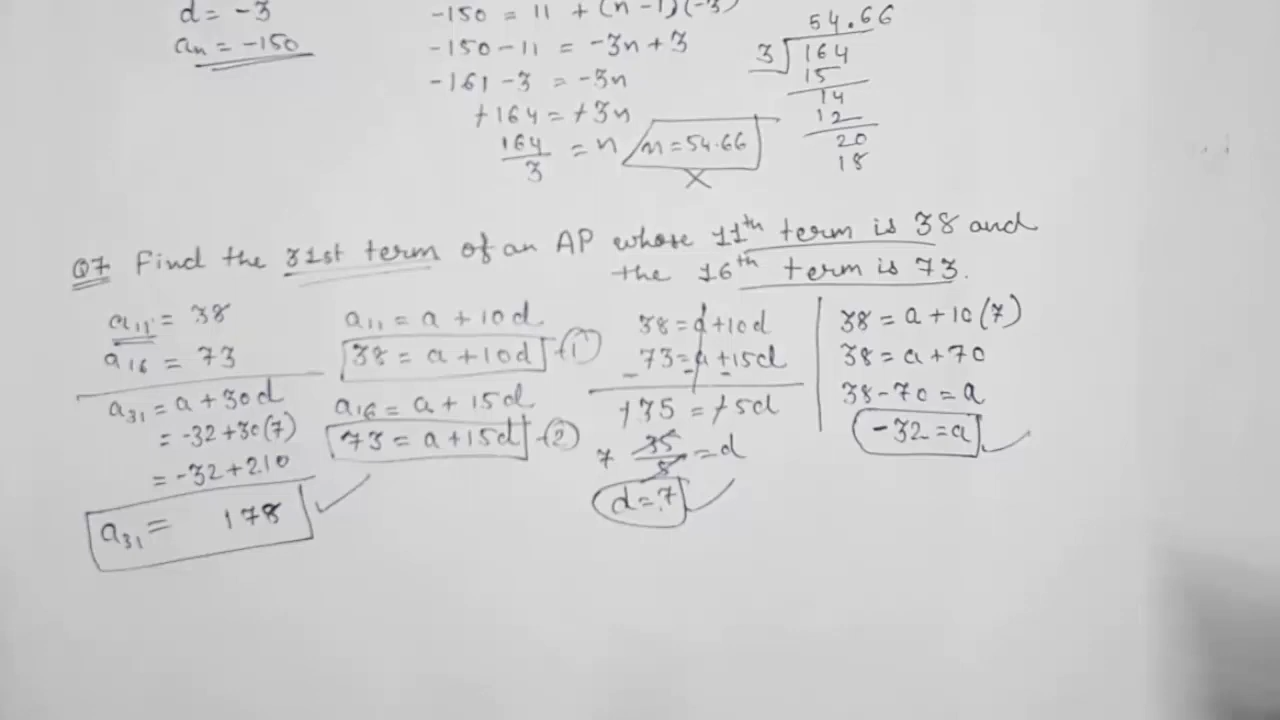 d = -3
an = -150
-150 = 11 + (n-1)(-3)
-150-11 = -3n+3
-161-3 = -3n
+164 = +3n
164/3 = n n = 54.66
X
54.66
3 164
15
14
12
20
18
Q7 Find the 31st term of an AP whose 11th term is 38 and
the 16th term is 73.
a11 = 38
a16 = 73
a31 = a + 30d
= -32+30(7)
= -32+210
a31 = 178
a11 = a + 10d
38 = a+10d -①
a16 = a + 15d
73 = a+15d -②
38 = a+10d
73 = a+15d
- - -
+35 = +5d
7 35/5 = d
d = 7
38 = a+10(7)
38 = a+70
38-70 = a
-32 = a